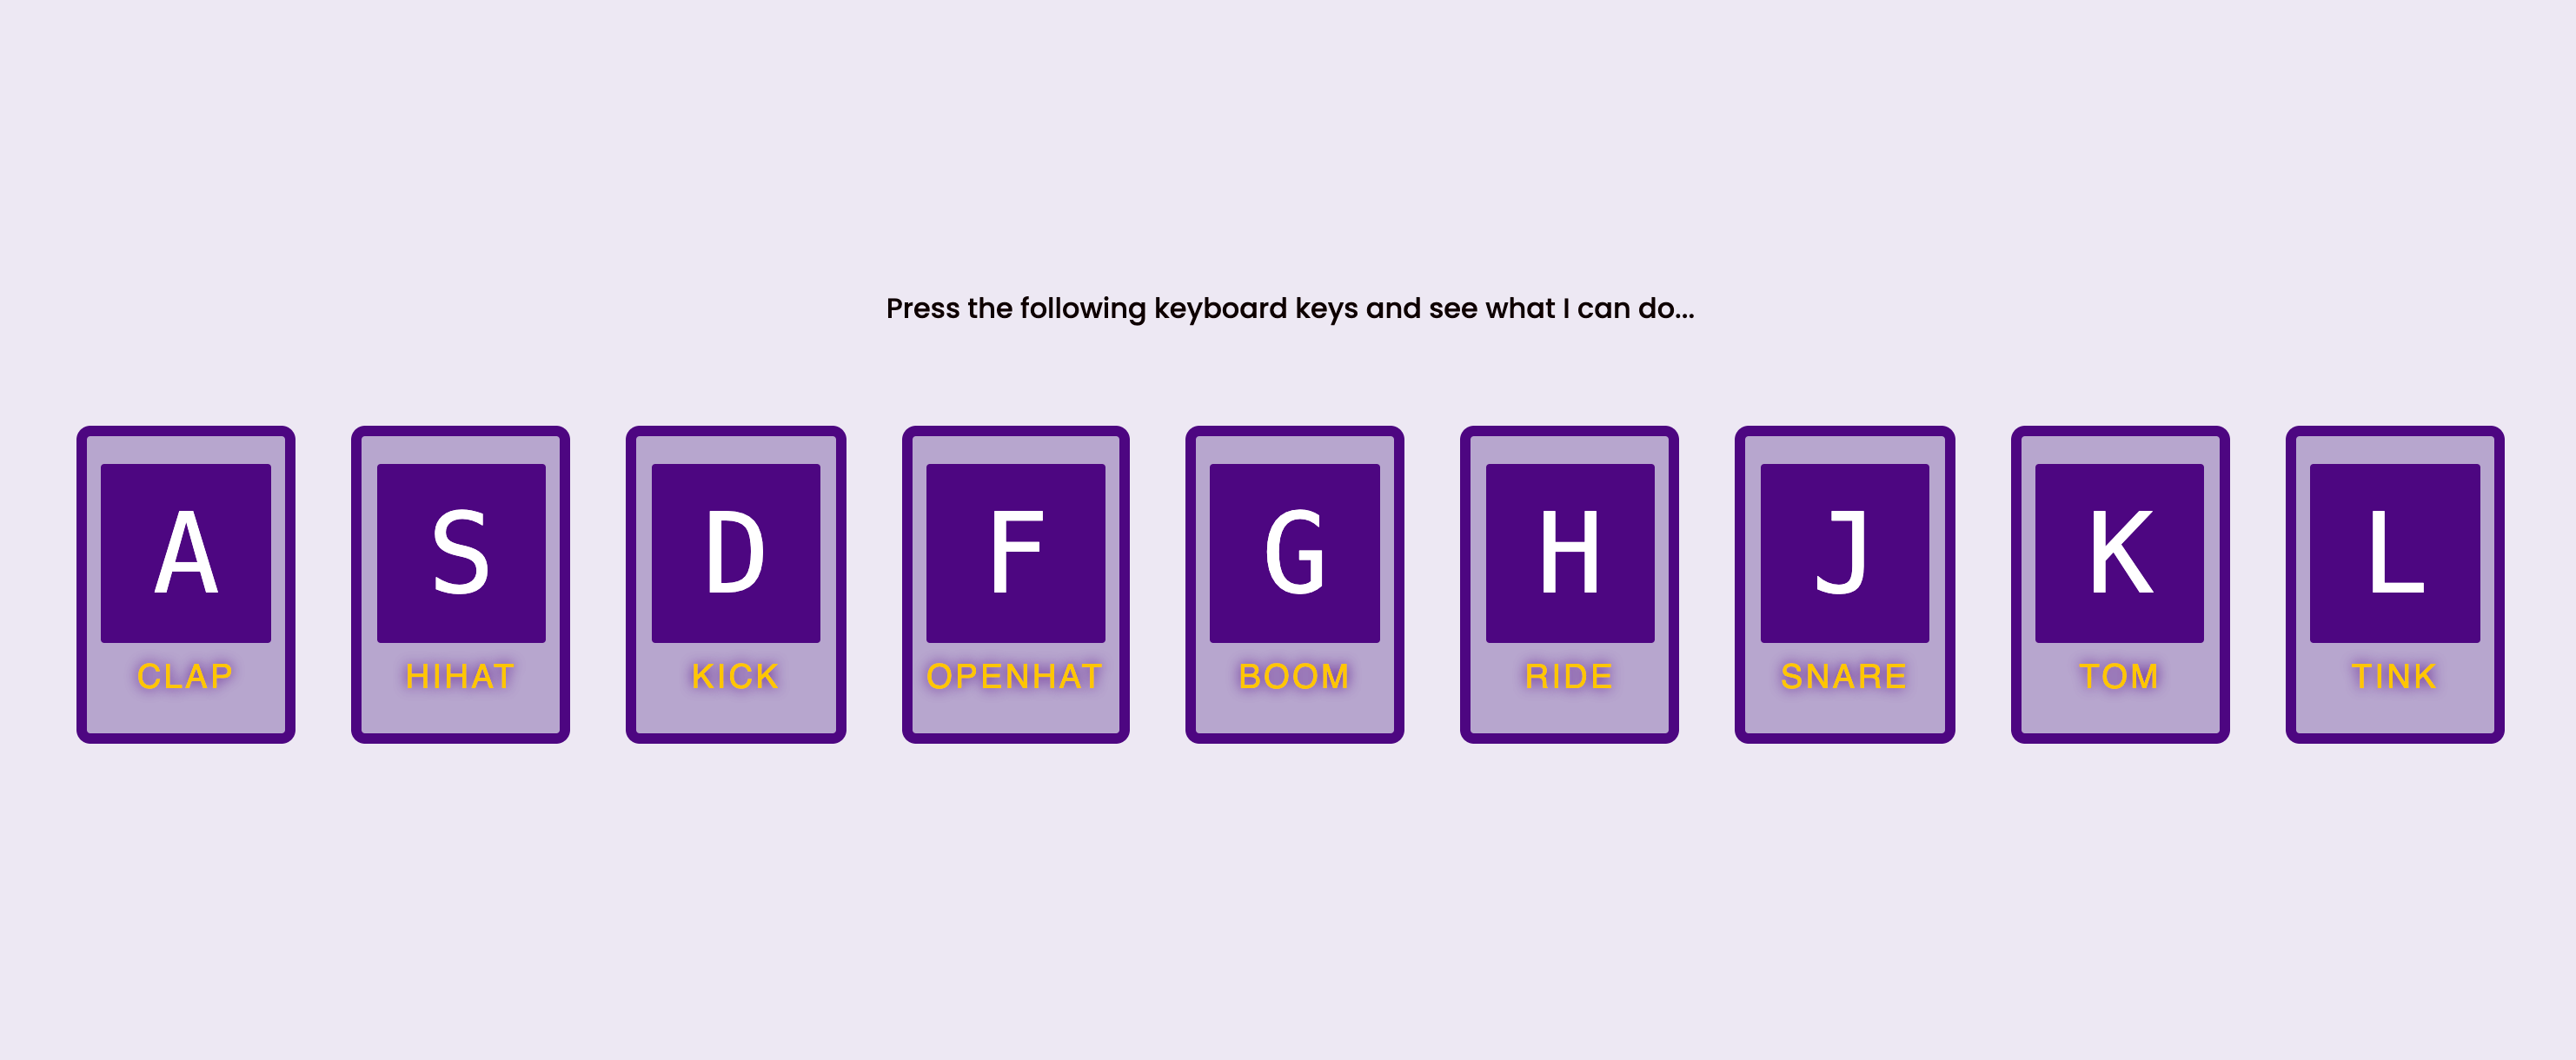 Press the following keyboard keys and see what I can do...
A S D F G H J K L
CLAP HIHAT KICK OPENHAT BOOM RIDE SNARE TOM TINK